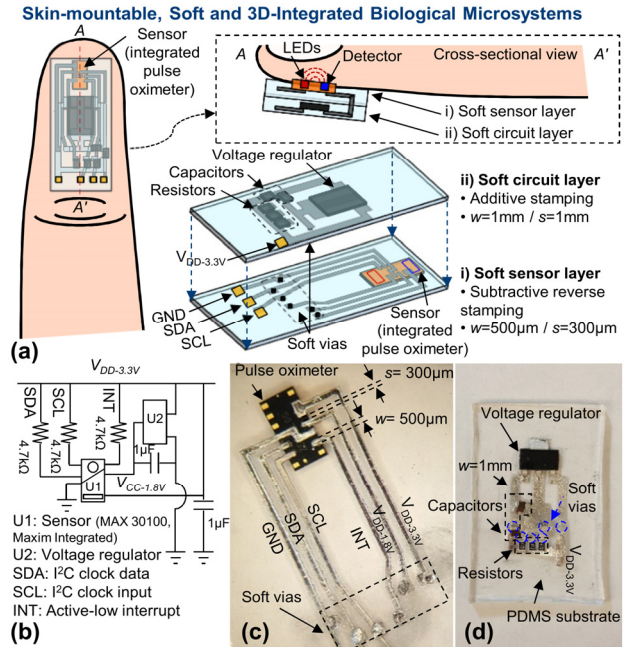 Skin-mountable, Soft and 3D-Integrated Biological Microsystems
A
Sensor
(integrated
pulse
oximeter)
A'
(a)
A
LEDs
Detector
Cross-sectional view
A'
i) Soft sensor layer
ii) Soft circuit layer
Voltage regulator
Capacitors
Resistors
VDD-3.3V
GND
SDA
SCL
Soft vias
Sensor
(integrated
pulse oximeter)
ii) Soft circuit layer
• Additive stamping
• w=1mm / s=1mm
i) Soft sensor layer
• Subtractive reverse
stamping
• w=500µm / s=300µm
VDD-3.3V
SDA
SCL
INT
4.7kΩ
4.7kΩ
4.7kΩ
U2
1µF
U1
VCC-1.8V
1µF
U1: Sensor (MAX 30100,
Maxim Integrated)
U2: Voltage regulator
SDA: I²C clock data
SCL: I²C clock input
INT: Active-low interrupt
(b)
Pulse oximeter
s= 300µm
w= 500µm
GND
SDA
SCL
INT
VDD-1.8V
VDD-3.3V
Soft vias
(c)
Voltage regulator
w=1mm
Capacitors
Soft
vias
Resistors
VDD-3.3V
PDMS substrate
(d)